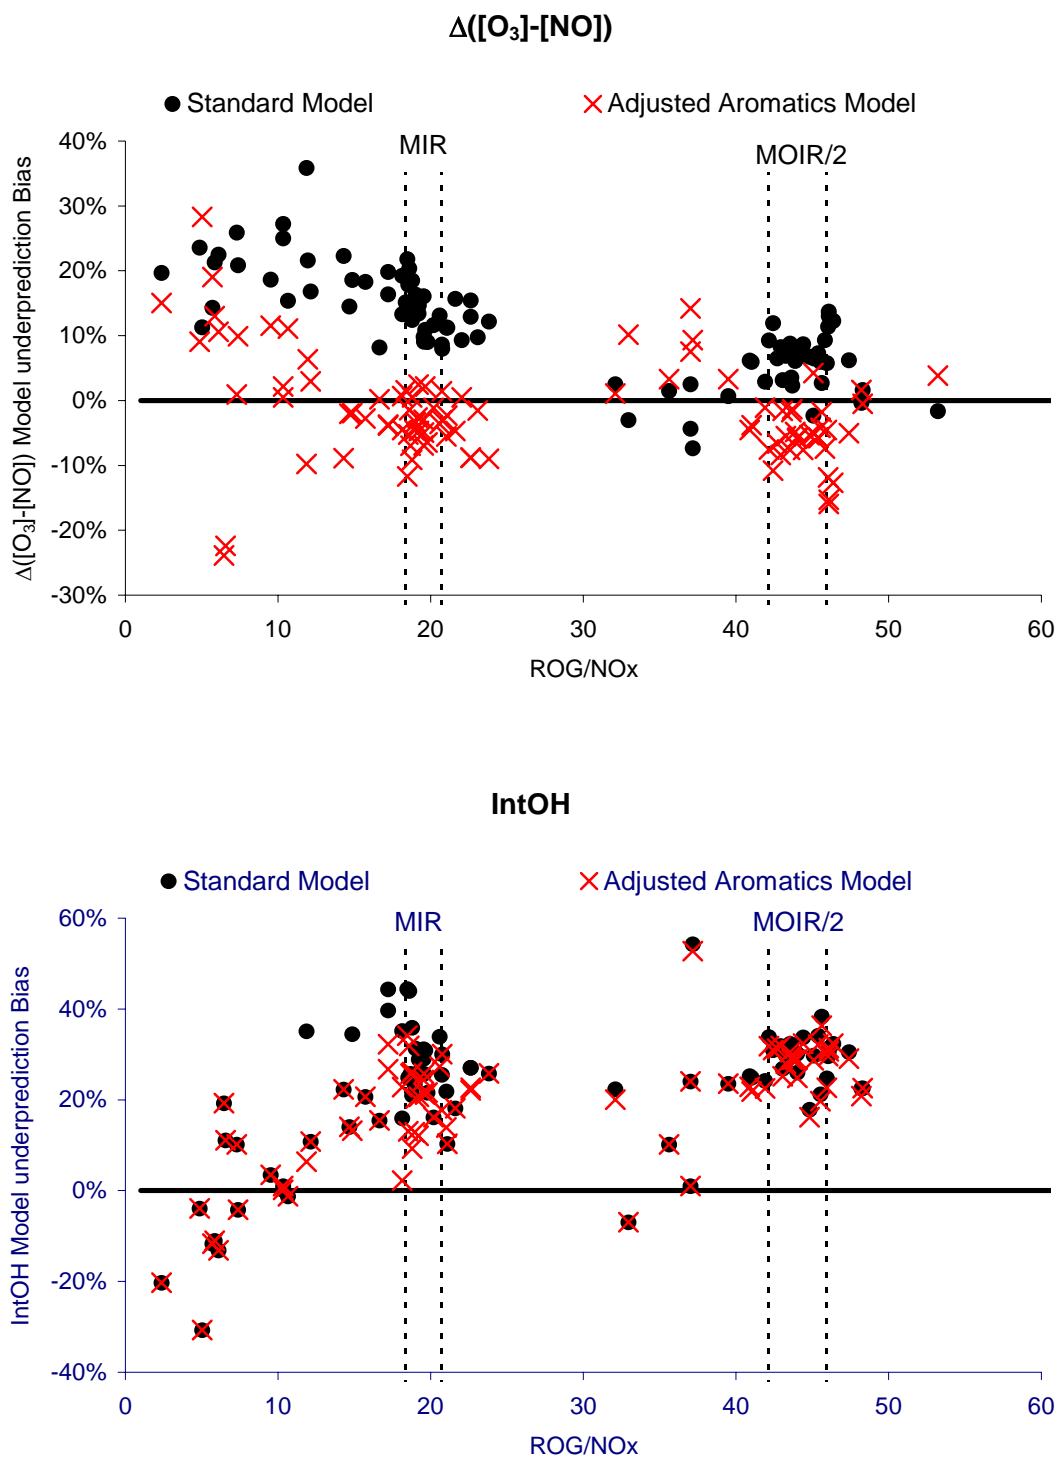 Δ([O₃]-[NO])
Standard Model
Adjusted Aromatics Model
MIR
MOIR/2
Δ([O₃]-[NO]) Model underprediction Bias
40%
30%
20%
10%
0%
-10%
-20%
-30%
0 10 20 30 40 50 60
ROG/NOx
IntOH
Standard Model
Adjusted Aromatics Model
MIR
MOIR/2
IntOH Model underprediction Bias
60%
40%
20%
0%
-20%
-40%
0 10 20 30 40 50 60
ROG/NOx